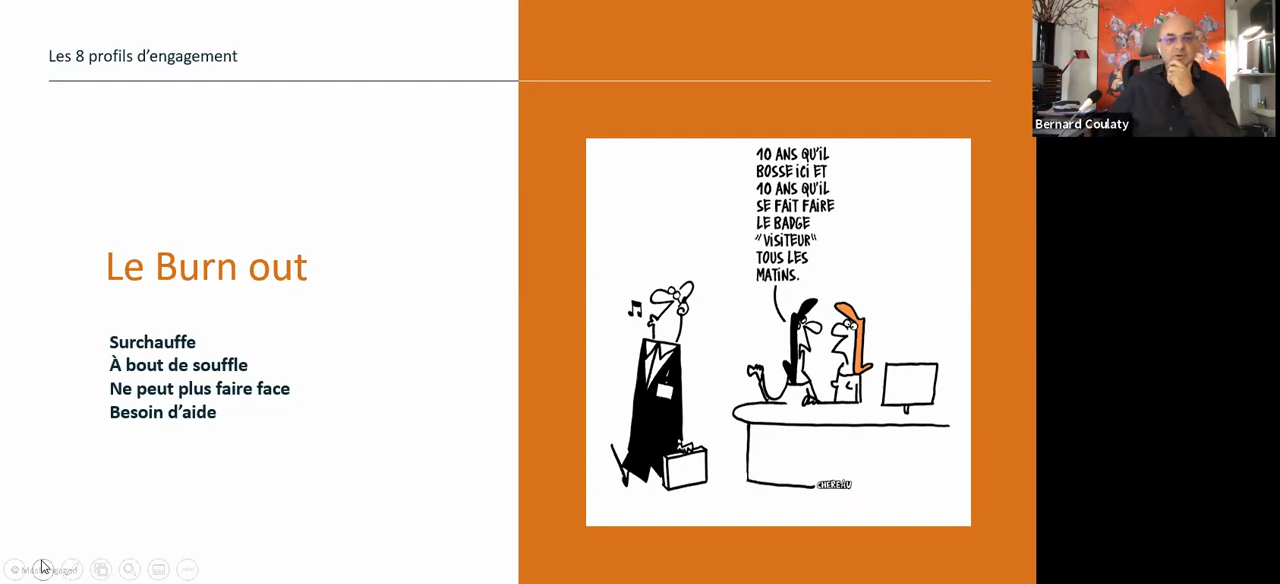 Les 8 profils d’engagement
Bernard Coulaty
10 ANS QU'iL
BOSSE iCi ET
10 ANS QU'iL
SE FAiT FAiRE
LE BADGE
"ViSiTEUR"
TOUS LES
MATiNS.
Le Burn out
Surchauffe
À bout de souffle
Ne peut plus faire face
Besoin d’aide
CHEREAU